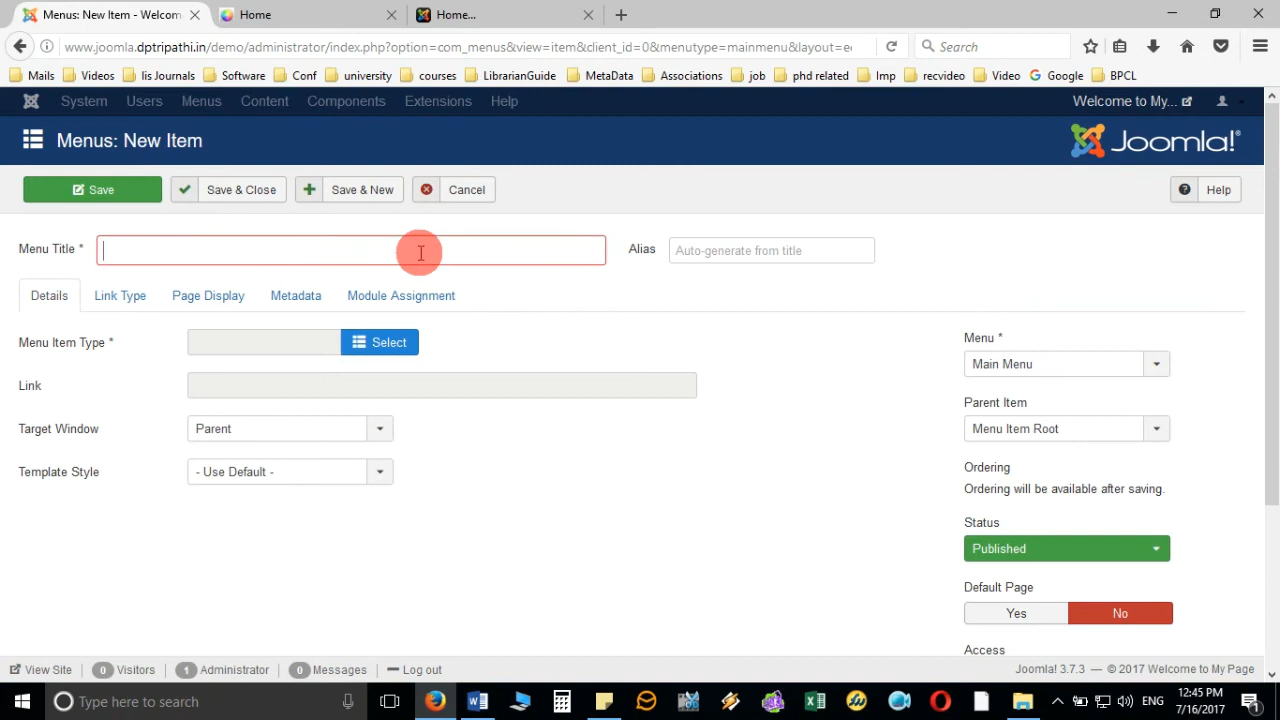 Menus: New Item - Welcom
Home
Home...
www.joomla.dptripathi.in/demo/administrator/index.php?option=com_menus&view=item&client_id=0&menutype=mainmenu&layout=e
Search
Mails Videos lis Journals Software Conf university courses LibrarianGuide MetaData Associations job phd related Imp recvideo Video Google BPCL
System Users Menus Content Components Extensions Help
Welcome to My...
Menus: New Item
Joomla!®
Save Save & Close Save & New Cancel Help
Menu Title *
Alias Auto-generate from title
Details Link Type Page Display Metadata Module Assignment
Menu Item Type * Select
Link
Target Window Parent
Template Style - Use Default -
Menu *
Main Menu
Parent Item
Menu Item Root
Ordering
Ordering will be available after saving.
Status
Published
Default Page
Yes No
Access
View Site 0 Visitors 1 Administrator 0 Messages Log out
Joomla! 3.7.3 — © 2017 Welcome to My Page
Type here to search
ENG
12:45 PM
7/16/2017
1